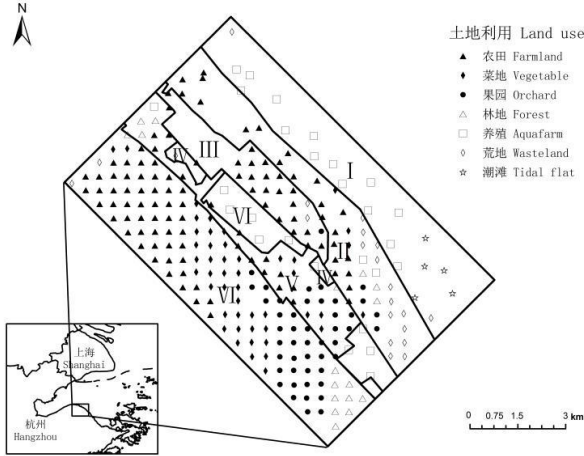 N
土地利用 Land use
农田 Farmland
菜地 Vegetable
果园 Orchard
林地 Forest
养殖 Aquafarm
荒地 Wasteland
潮滩 Tidal flat
I
III
IV
VI
II
IV
V
VI
上海
Shanghai
杭州
Hangzhou
0 0.75 1.5 3 km